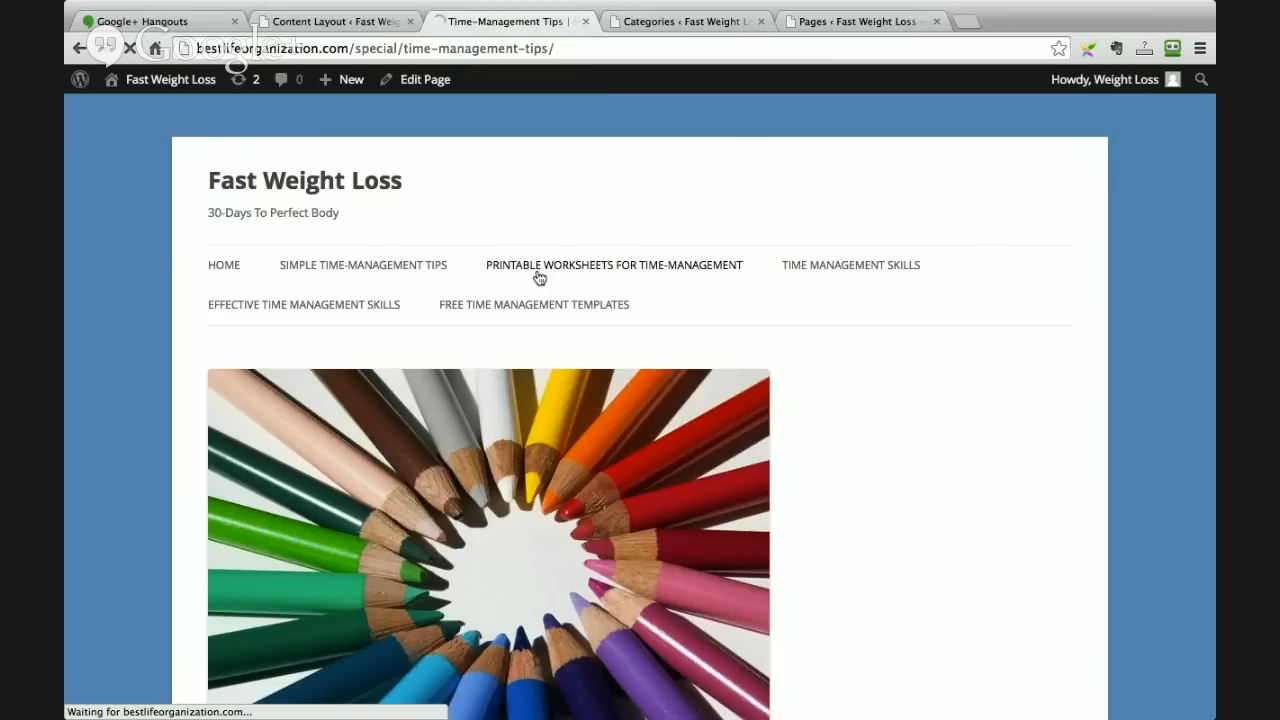 Google+ Hangouts
Content Layout ‹ Fast Weig
Time-Management Tips |
Categories ‹ Fast Weight L
Pages ‹ Fast Weight Loss
Google+
bestlifeorganization.com/special/time-management-tips/
Fast Weight Loss 2 0 New Edit Page Howdy, Weight Loss
Fast Weight Loss
30-Days To Perfect Body
HOME SIMPLE TIME-MANAGEMENT TIPS PRINTABLE WORKSHEETS FOR TIME-MANAGEMENT TIME MANAGEMENT SKILLS
EFFECTIVE TIME MANAGEMENT SKILLS FREE TIME MANAGEMENT TEMPLATES
Waiting for bestlifeorganization.com...